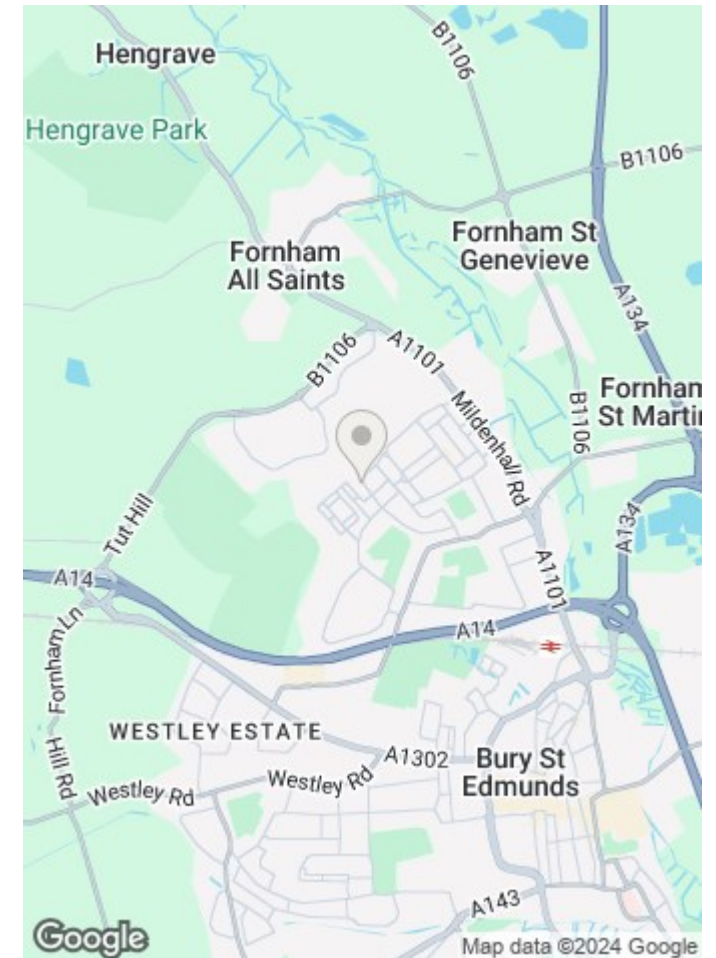 Hengrave
B1106
Hengrave Park
B1106
Fornham
All Saints
Fornham St
Genevieve
A134
B1106
A1101
Fornham
St Martin
B1106
Mildenhall Rd
Tut Hill
A134
A14
A1101
Fornham Ln
A14
Hill Rd
WESTLEY ESTATE
A1302
Bury St
Edmunds
Westley Rd
Westley Rd
A143
Google
Map data ©2024 Google